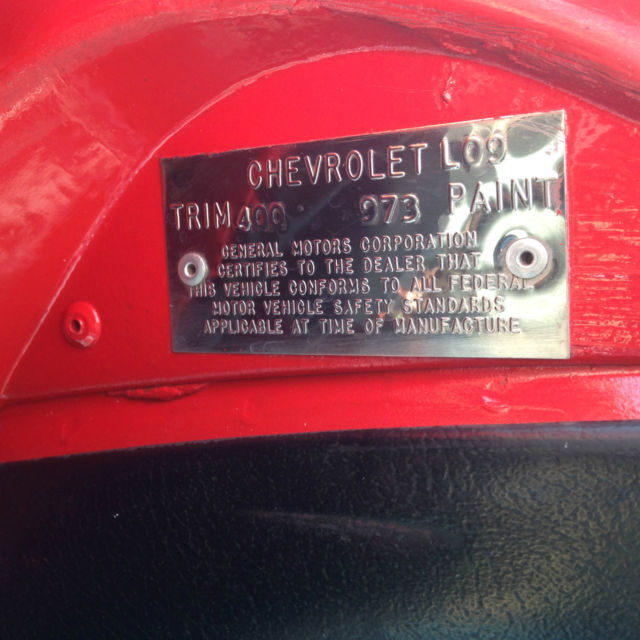 CHEVROLET L09
TRIM 400 973 PAINT
GENERAL MOTORS CORPORATION
CERTIFIES TO THE DEALER THAT
THIS VEHICLE CONFORMS TO ALL FEDERAL
MOTOR VEHICLE SAFETY STANDARDS
APPLICABLE AT TIME OF MANUFACTURE